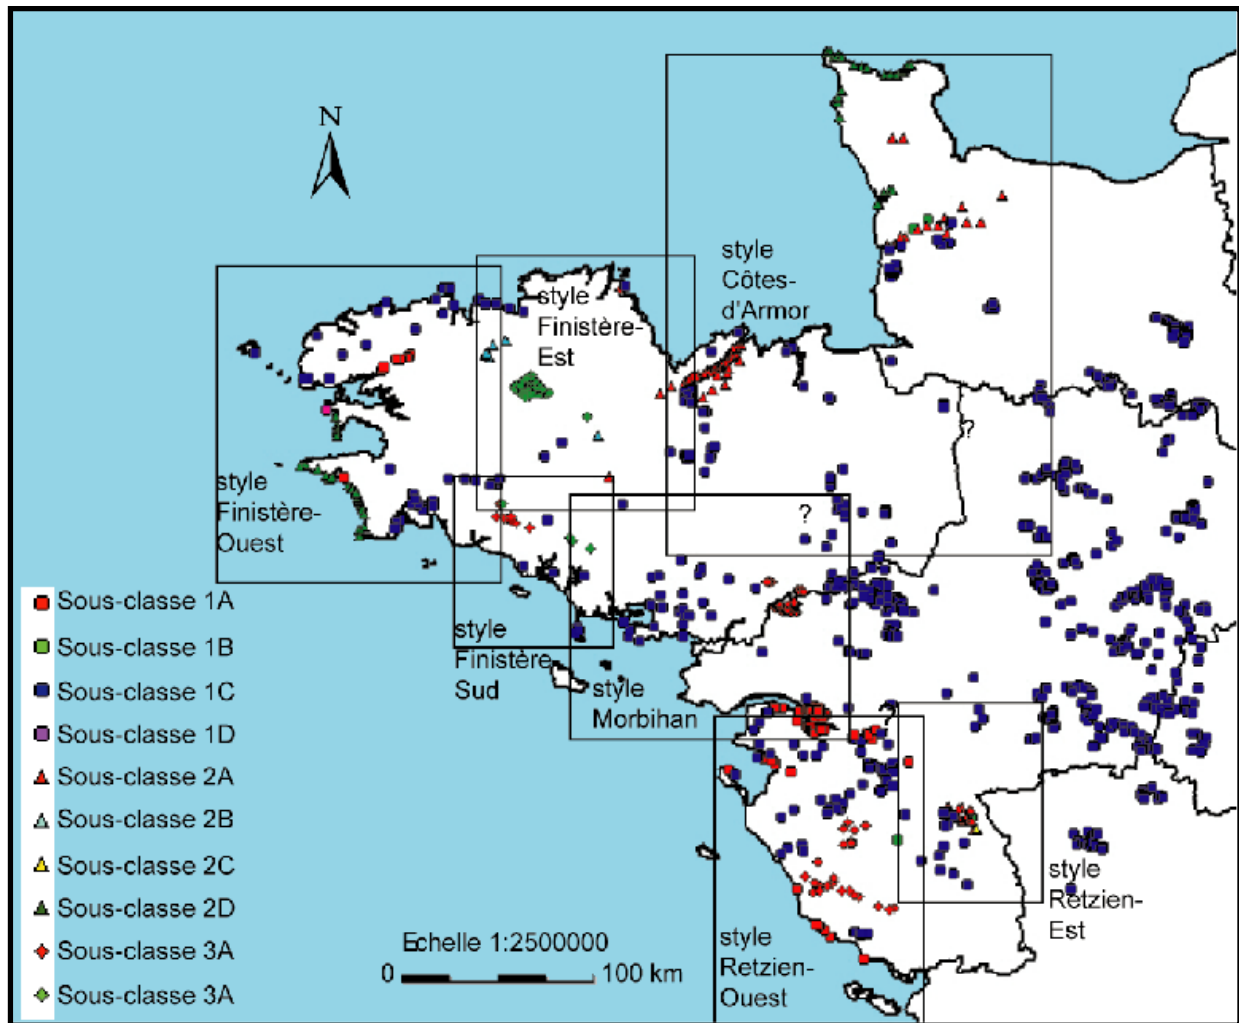 N
style
Côtes-
d'Armor
style
Finistère-
Est
?
style
Finistère-
Ouest
?
style
Finistère
Sud
style
Morbihan
?
style
Retzien-
Est
style
Retzien-
Ouest
Sous-classe 1A
Sous-classe 1B
Sous-classe 1C
Sous-classe 1D
Sous-classe 2A
Sous-classe 2B
Sous-classe 2C
Sous-classe 2D
Sous-classe 3A
Sous-classe 3A
Echelle 1:2500000
0 100 km